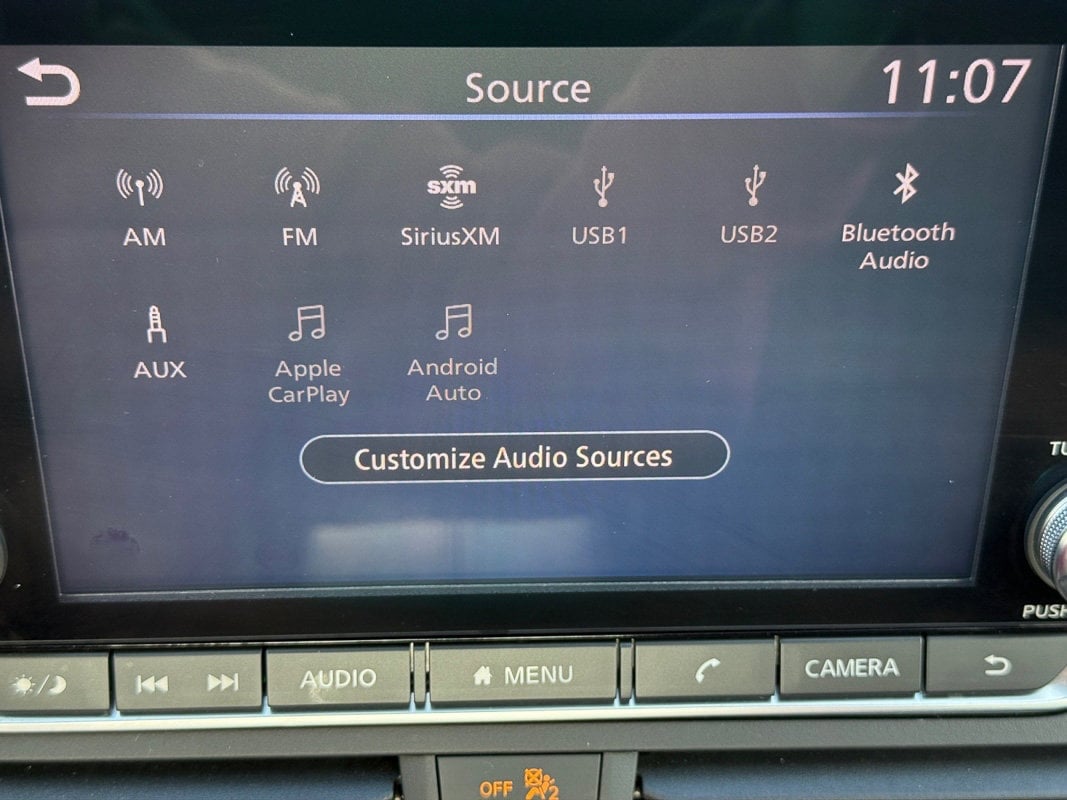 Source 11:07
sxm
AM FM SiriusXM USB1 USB2 Bluetooth
Audio
AUX Apple Android
CarPlay Auto
Customize Audio Sources
PUSH
AUDIO MENU CAMERA
OFF 2